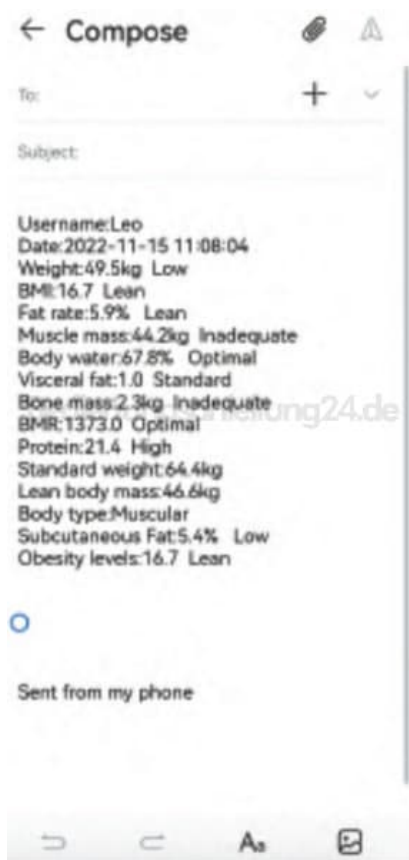 Compose
To:
Subject:
Username:Leo
Date:2022-11-15 11:08:04
Weight:49.5kg Low
BMI:16.7 Lean
Fat rate:5.9% Lean
Muscle mass:44.2kg Inadequate
Body water:67.8% Optimal
Visceral fat:1.0 Standard
Bone mass:2.3kg Inadequate
BMR:1373.0 Optimal
Protein:21.4 High
Standard weight:64.4kg
Lean body mass:46.6kg
Body type:Muscular
Subcutaneous Fat:5.4% Low
Obesity levels:16.7 Lean
Sent from my phone
Aa